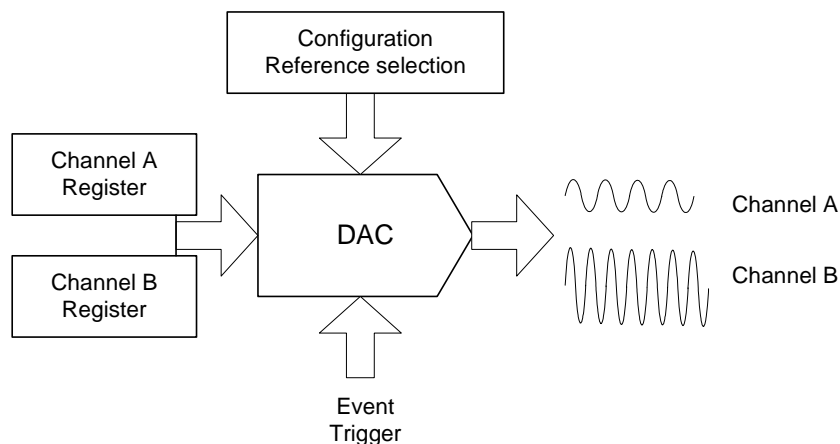 Configuration
Reference selection
Channel A
Register
Channel B
Register
DAC
Channel A
Channel B
Event
Trigger